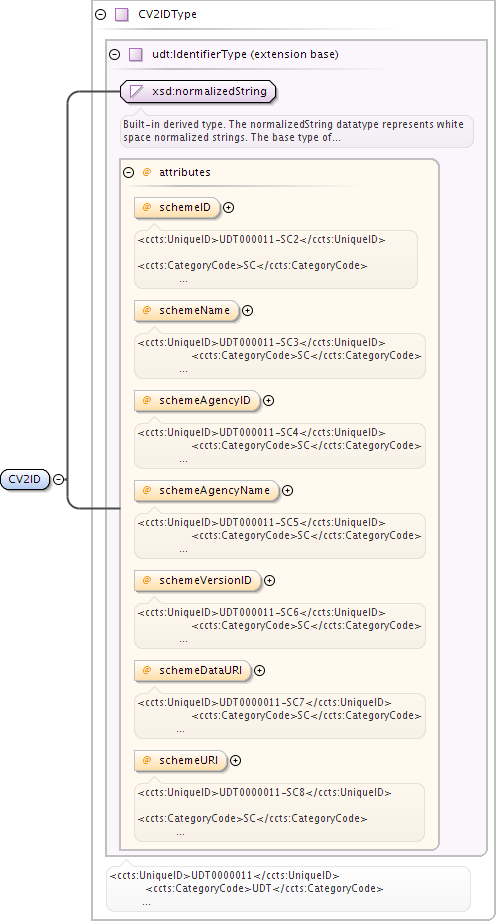 CV2IDType
udt:IdentifierType (extension base)
xsd:normalizedString
Built-in derived type. The normalizedString datatype represents white
space normalized strings. The base type of...
attributes
@ schemeID
<ccts:UniqueID>UDT000011-SC2</ccts:UniqueID>
<ccts:CategoryCode>SC</ccts:CategoryCode>
...
@ schemeName
<ccts:UniqueID>UDT000011-SC3</ccts:UniqueID>
<ccts:CategoryCode>SC</ccts:CategoryCode>
...
@ schemeAgencyID
<ccts:UniqueID>UDT000011-SC4</ccts:UniqueID>
<ccts:CategoryCode>SC</ccts:CategoryCode>
...
CV2ID
@ schemeAgencyName
<ccts:UniqueID>UDT000011-SC5</ccts:UniqueID>
<ccts:CategoryCode>SC</ccts:CategoryCode>
...
@ schemeVersionID
<ccts:UniqueID>UDT000011-SC6</ccts:UniqueID>
<ccts:CategoryCode>SC</ccts:CategoryCode>
...
@ schemeDataURI
<ccts:UniqueID>UDT0000011-SC7</ccts:UniqueID>
<ccts:CategoryCode>SC</ccts:CategoryCode>
...
@ schemeURI
<ccts:UniqueID>UDT0000011-SC8</ccts:UniqueID>
<ccts:CategoryCode>SC</ccts:CategoryCode>
...
<ccts:UniqueID>UDT0000011</ccts:UniqueID>
<ccts:CategoryCode>UDT</ccts:CategoryCode>
...